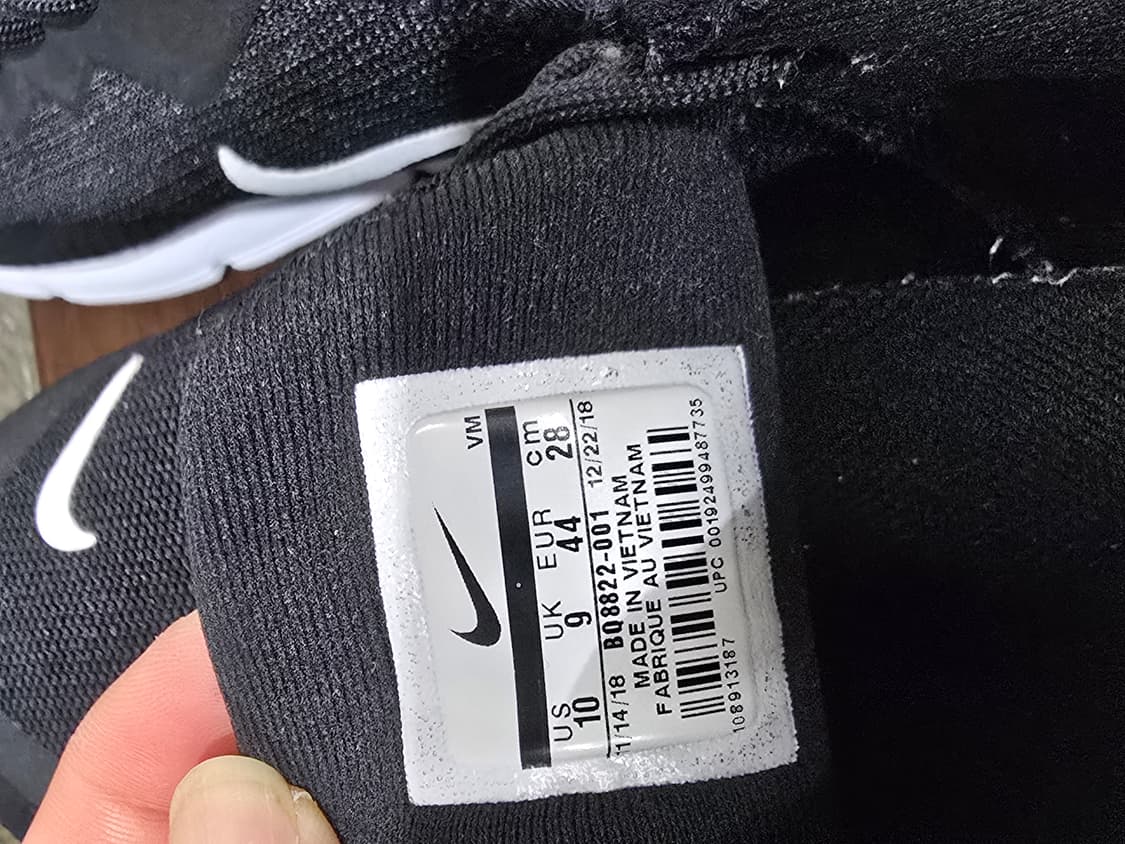 VM
US UK EUR cm
10 9 44 28
11/14/18 BQ8822-001 12/22/18
MADE IN VIETNAM
FABRIQUE AU VIETNAM
108913187 UPC 00192499487735